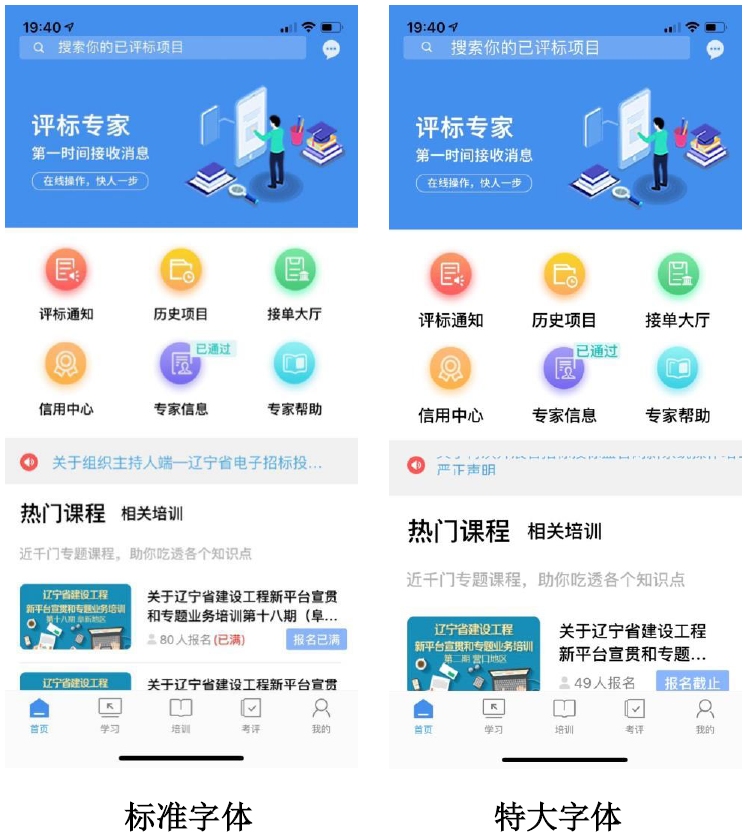 19:40
搜索你的已评标项目
评标专家
第一时间接收消息
在线操作，快人一步
评标通知
历史项目
接单大厅
信用中心
已通过
专家信息
专家帮助
关于组织主持人端—辽宁省电子招标投...
热门课程 相关培训
近千门专题课程，助你吃透各个知识点
辽宁省建设工程
新平台宣贯和专题业务培训
第十八期 阜新地区
关于辽宁省建设工程新平台宣贯
和专题业务培训第十八期（阜...
80人报名(已满)
报名已满
辽宁省建设工程
关于辽宁省建设工程新平台宣贯
首页
学习
培训
考评
我的
标准字体
19:40
搜索你的已评标项目
评标专家
第一时间接收消息
在线操作，快人一步
评标通知
历史项目
接单大厅
信用中心
已通过
专家信息
专家帮助
严正声明
热门课程 相关培训
近千门专题课程，助你吃透各个知识点
辽宁省建设工程
新平台宣贯和专题业务培训
第二期 营口地区
关于辽宁省建设工程
新平台宣贯和专题...
49人报名
报名截止
首页
学习
培训
考评
我的
特大字体